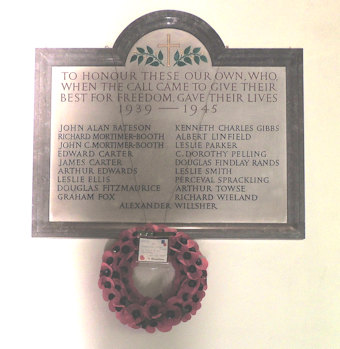 TO HONOUR THESE OUR OWN, WHO,
WHEN THE CALL CAME TO GIVE THEIR
BEST FOR FREEDOM, GAVE THEIR LIVES
1939 — 1945
JOHN ALAN BATESON
RICHARD MORTIMER-BOOTH
JOHN C. MORTIMER-BOOTH
EDWARD CARTER
JAMES CARTER
ARTHUR EDWARDS
LESLIE ELLIS
DOUGLAS FITZMAURICE
GRAHAM FOX
KENNETH CHARLES GIBBS
ALBERT LINFIELD
LESLIE PARKER
C. DOROTHY PELLING
DOUGLAS FINDLAY RANDS
LESLIE SMITH
PERCEVAL SPRACKLING
ARTHUR TOWSE
RICHARD WIELAND
ALEXANDER WILLSHER